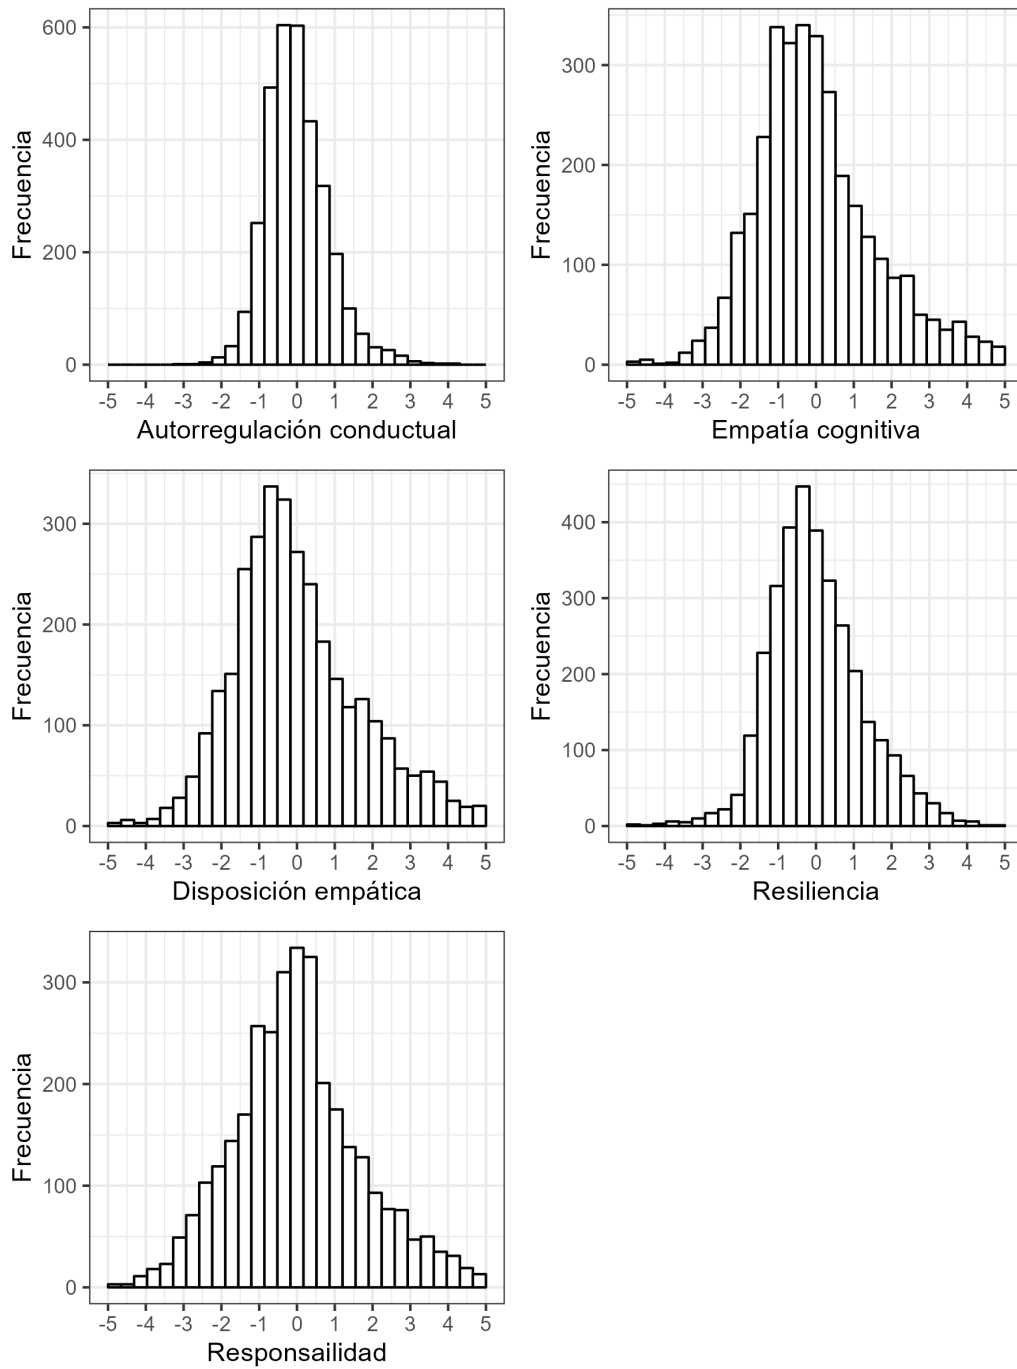 Frecuencia
600
400
200
0
-5 -4 -3 -2 -1 0 1 2 3 4 5
Autorregulación conductual
Frecuencia
300
200
100
0
-5 -4 -3 -2 -1 0 1 2 3 4 5
Empatía cognitiva
Frecuencia
300
200
100
0
-5 -4 -3 -2 -1 0 1 2 3 4 5
Disposición empática
Frecuencia
400
300
200
100
0
-5 -4 -3 -2 -1 0 1 2 3 4 5
Resiliencia
Frecuencia
300
200
100
0
-5 -4 -3 -2 -1 0 1 2 3 4 5
Responsailidad